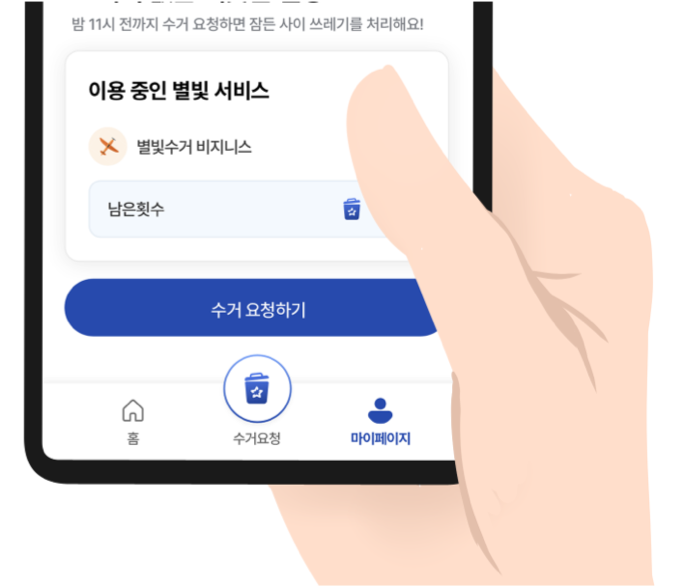 밤 11시 전까지 수거 요청하면 잠든 사이 쓰레기를 처리해요!
이용 중인 별빛 서비스
별빛수거 비지니스
남은횟수
수거 요청하기
홈
수거요청
마이페이지